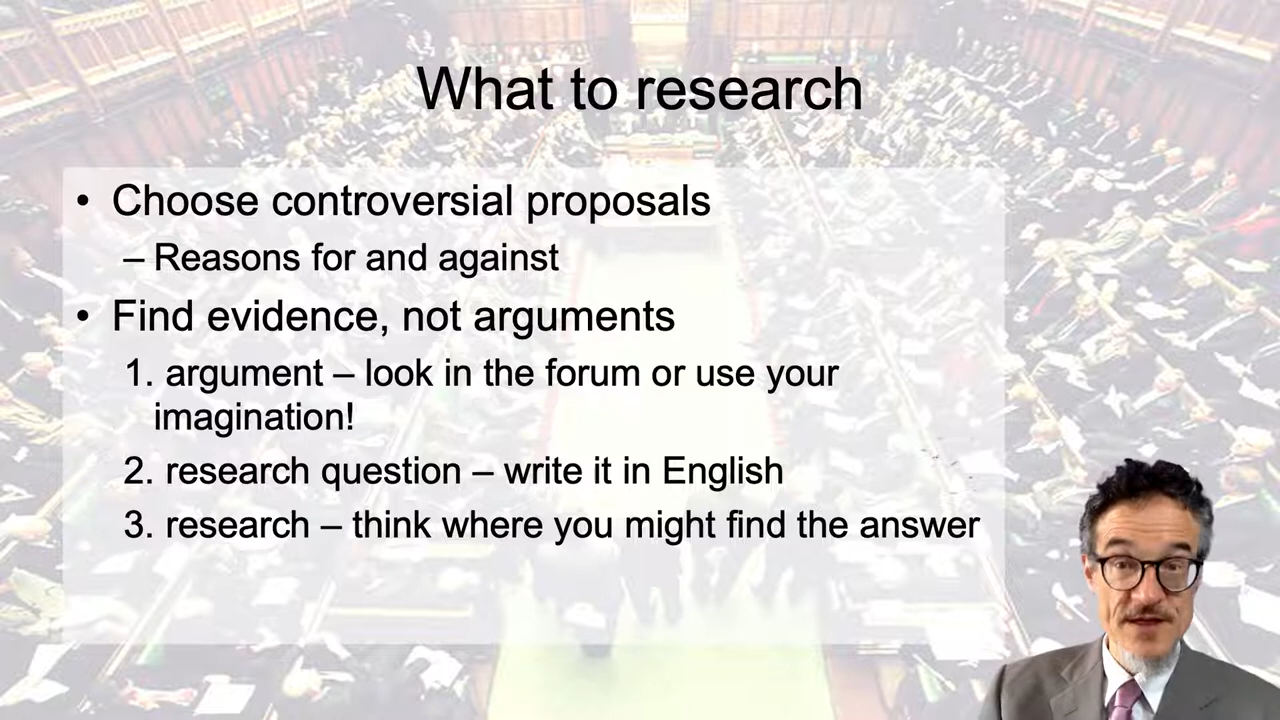 What to research
• Choose controversial proposals
– Reasons for and against
• Find evidence, not arguments
1. argument – look in the forum or use your
imagination!
2. research question – write it in English
3. research – think where you might find the answer